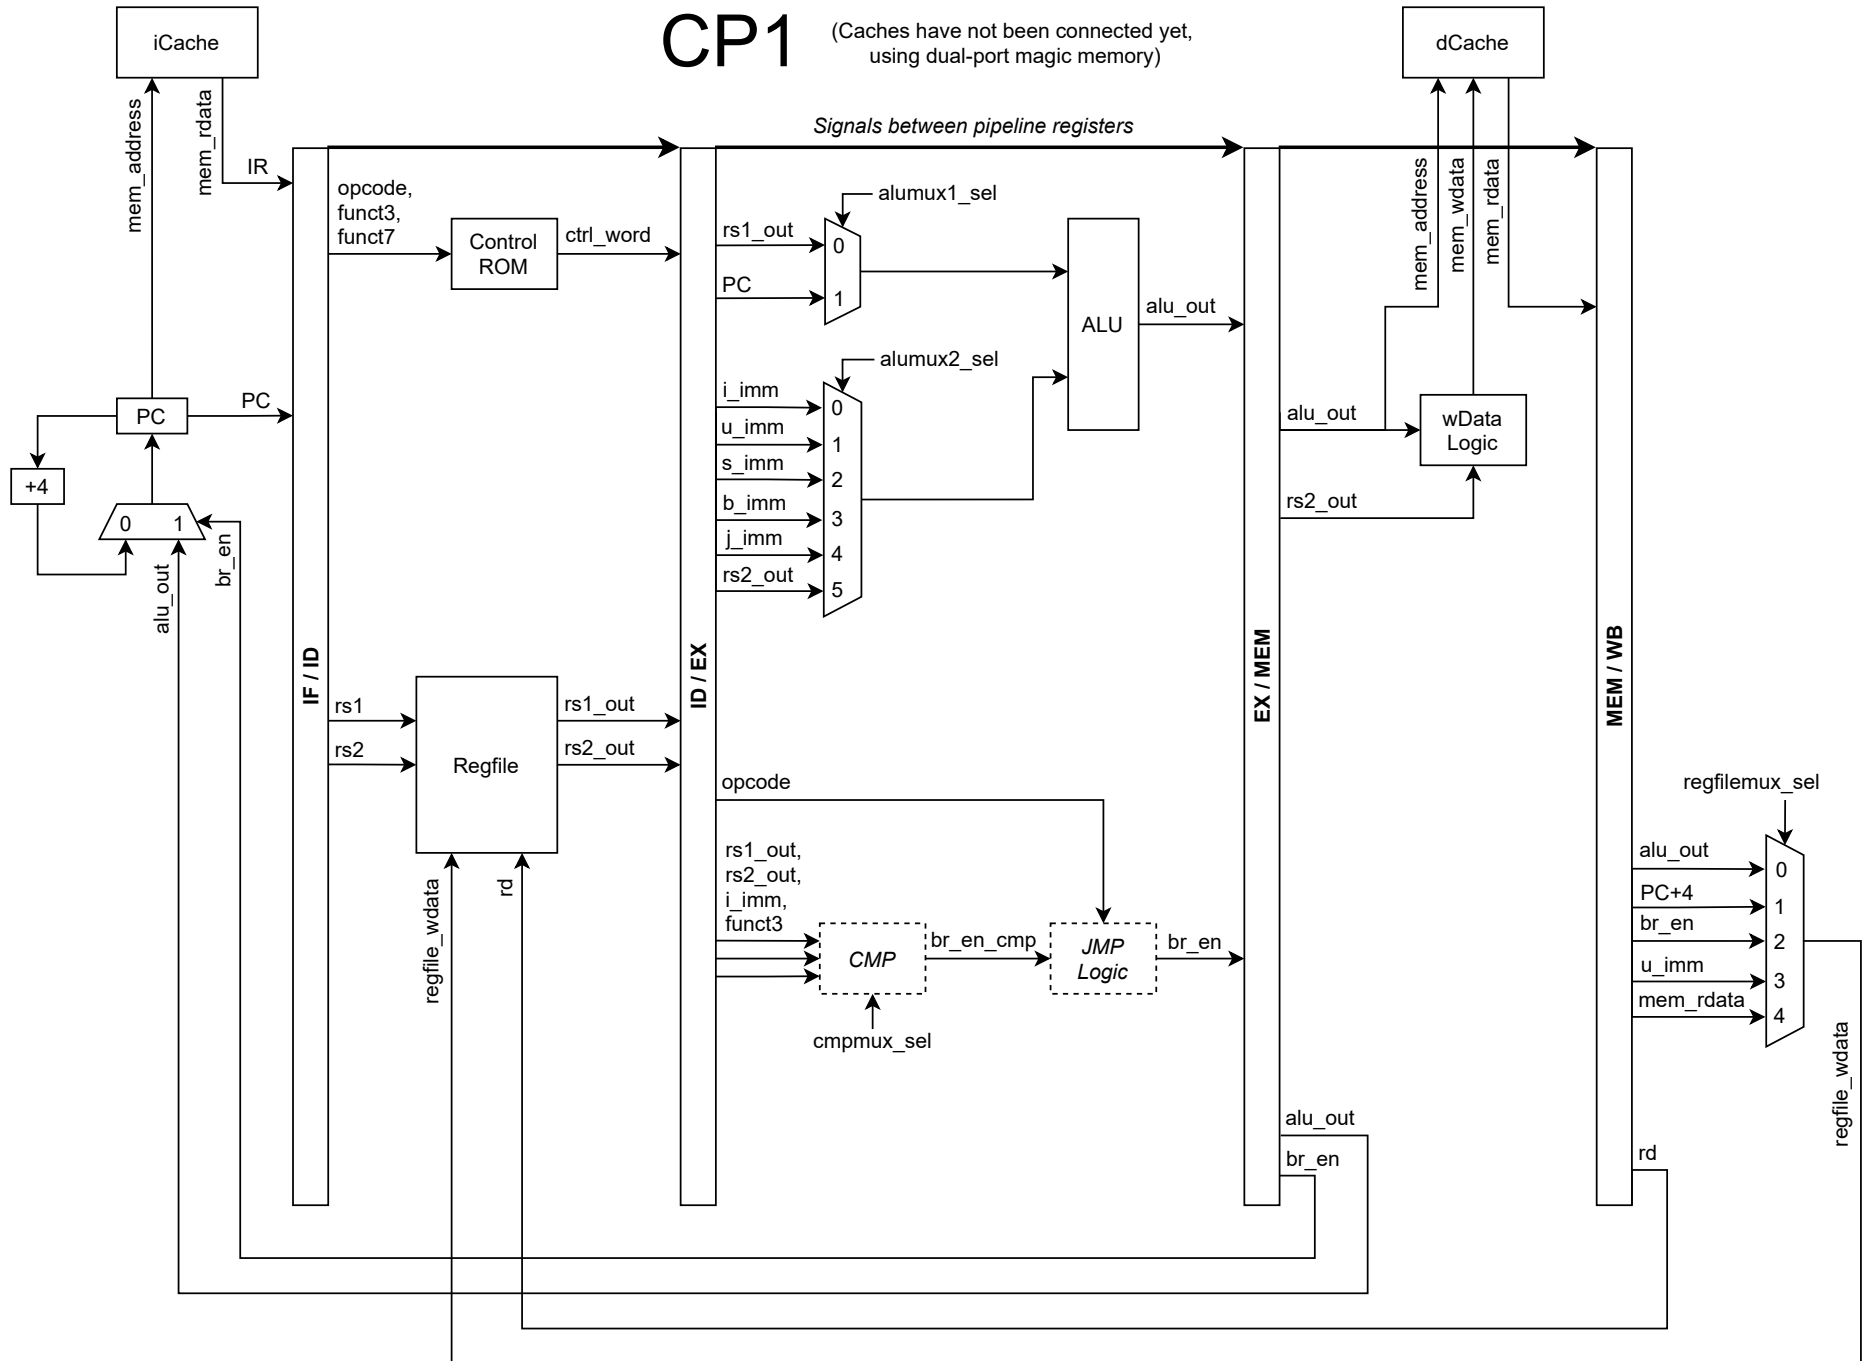 CP1
(Caches have not been connected yet,
using dual-port magic memory)
iCache
dCache
mem_address
mem_rdata
IR
Signals between pipeline registers
opcode,
funct3,
funct7
Control
ROM
ctrl_word
PC
PC
+4
0 1
br_en
alu_out
IF / ID
rs1
rs2
Regfile
rs1_out
rs2_out
regfile_wdata
rd
ID / EX
alumux1_sel
rs1_out
0
PC
1
alumux2_sel
i_imm
0
u_imm
1
s_imm
2
b_imm
3
j_imm
4
rs2_out
5
ALU
alu_out
opcode
rs1_out,
rs2_out,
i_imm,
funct3
CMP
cmpmux_sel
br_en_cmp
JMP
Logic
br_en
EX / MEM
mem_address
mem_wdata
mem_rdata
alu_out
wData
Logic
rs2_out
alu_out
br_en
MEM / WB
regfilemux_sel
alu_out
0
PC+4
1
br_en
2
u_imm
3
mem_rdata
4
regfile_wdata
rd